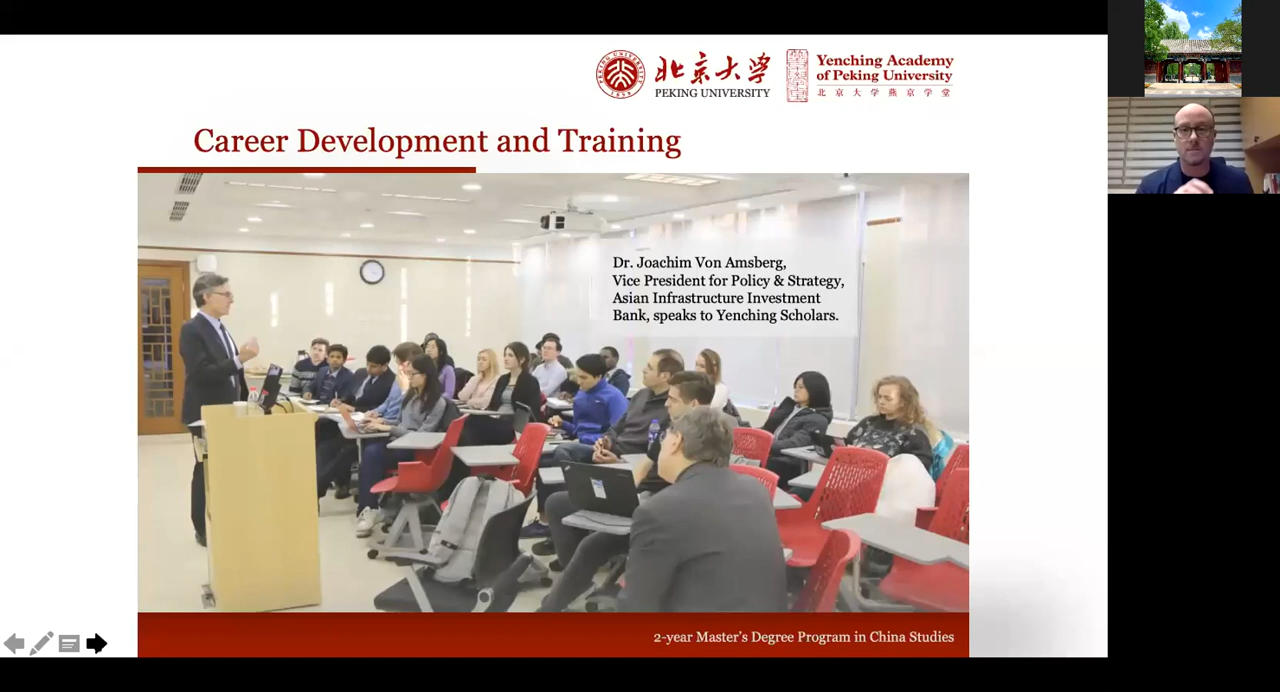 北京大学
PEKING UNIVERSITY
Yenching Academy
of Peking University
北京大学燕京学堂
Career Development and Training
Dr. Joachim Von Amsberg,
Vice President for Policy & Strategy,
Asian Infrastructure Investment
Bank, speaks to Yenching Scholars.
2-year Master's Degree Program in China Studies